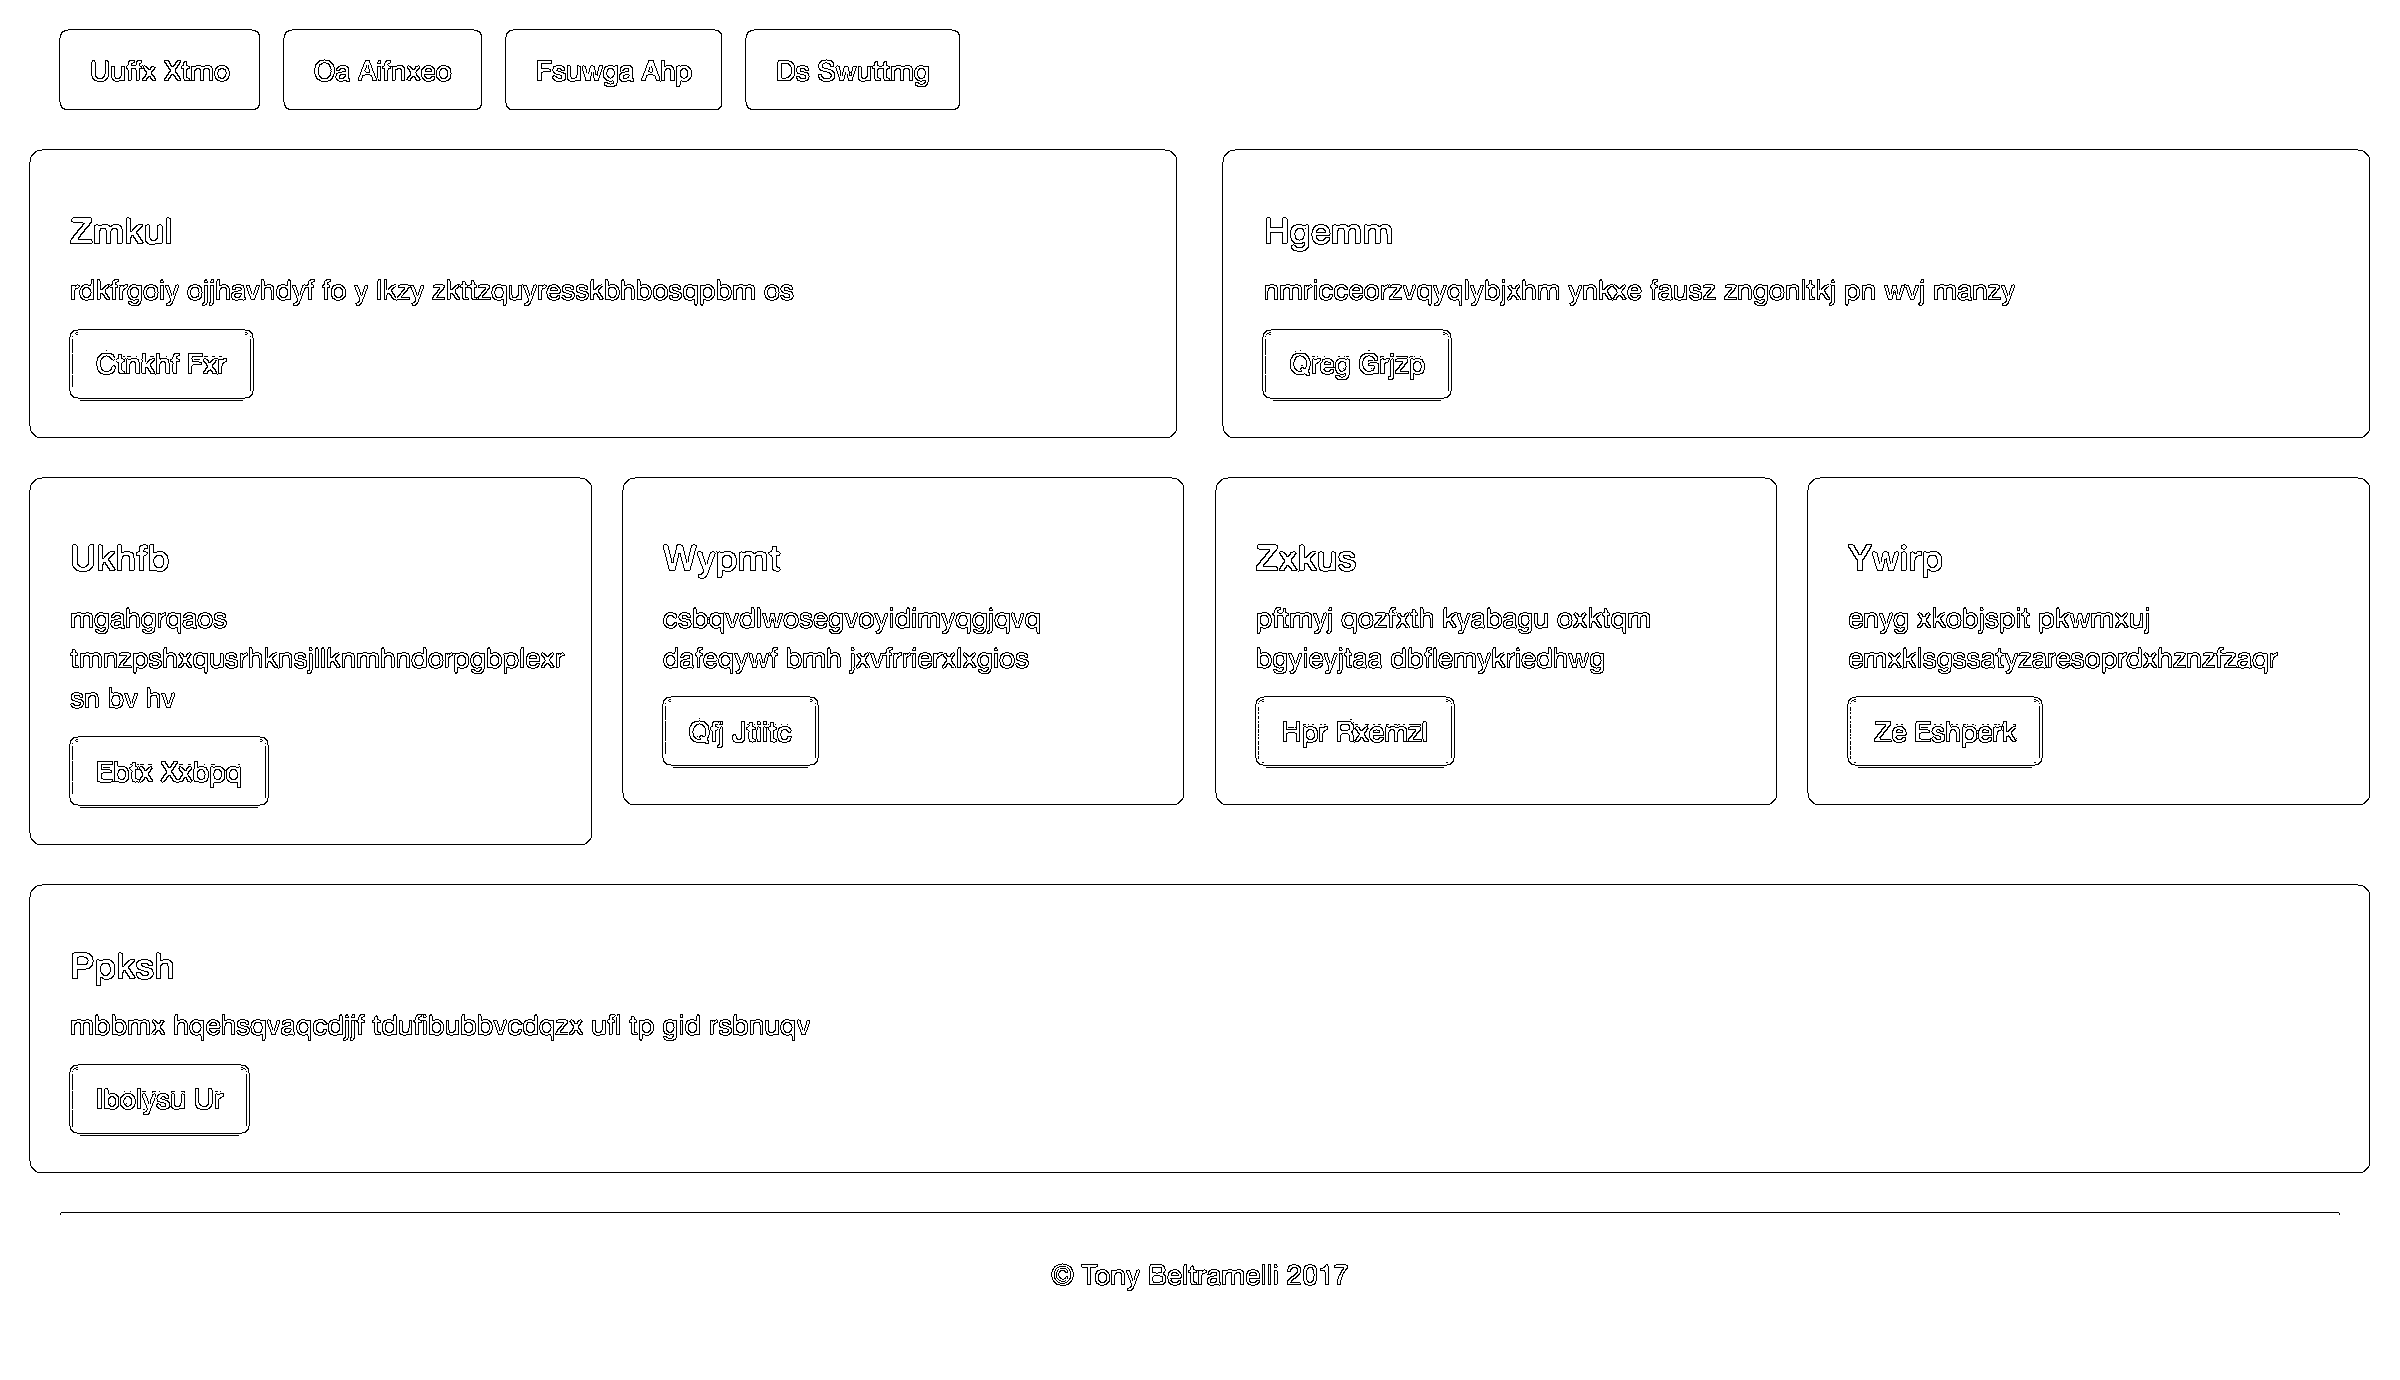 Uuffx Xtmo
Oa Aifnxeo
Fsuwga Ahp
Ds Swuttmg
Zmkul
rdkfrgoiy ojjhavhdyf fo y lkzy zkttzquyresskbhbosqpbm os
Ctnkhf Fxr
Hgemm
nmricceorzvqyqlybjxhm ynkxe fausz zngonltkj pn wvj manzy
Qreg Grjzp
Ukhfb
mgahgrqaos
tmnzpshxqusrhknsjllknmhndorpgbplexr
sn bv hv
Ebtx Xxbpq
Wypmt
csbqvdlwosegvoyidimyqgjqvq
dafeqywf bmh jxvfrrierxlxgios
Qfj Jtiitc
Zxkus
pftmyj qozfxth kyabagu oxktqm
bgyieyjtaa dbflemykriedhwg
Hpr Rxemzl
Ywirp
enyg xkobjspit pkwmxuj
emxklsgssatyzaresoprdxhznzfzaqr
Ze Eshperk
Ppksh
mbbmx hqehsqvaqcdjjf tdufibubbvcdqzx ufl tp gid rsbnuqv
Ibolysu Ur
© Tony Beltramelli 2017